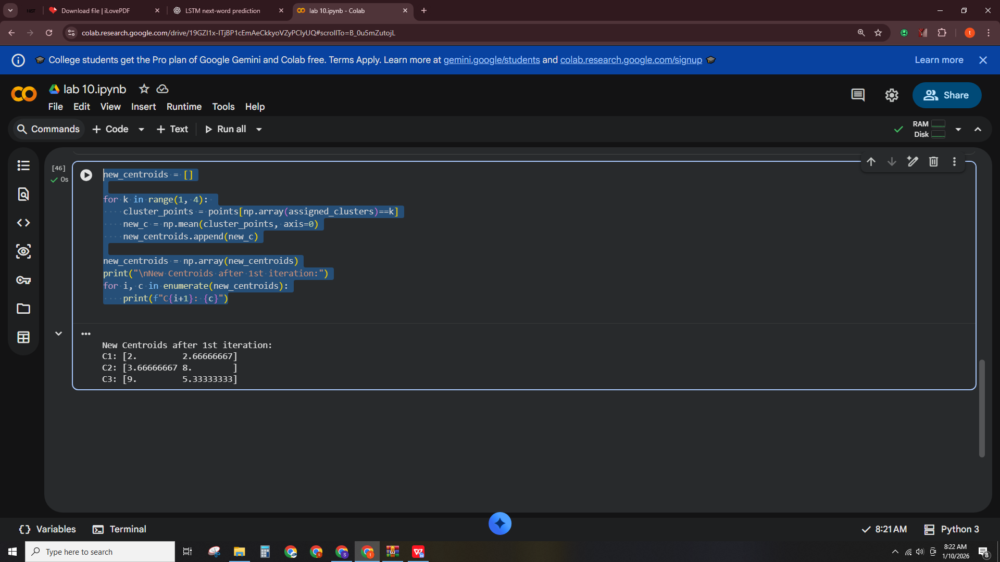 NIST
Download file | iLovePDF
LSTM next-word prediction
lab 10.ipynb - Colab
colab.research.google.com/drive/19GZI1x-ITjBP1cEmAeCkkyoVZyPCIyUQ#scrollTo=B_0u5mZutojL
t
🎓 College students get the Pro plan of Google Gemini and Colab free. Terms Apply. Learn more at gemini.google/students and colab.research.google.com/signup 🎓
Learn more
lab 10.ipynb
File Edit View Insert Runtime Tools Help
Share
Commands + Code + Text Run all
RAM
Disk
[46]
0s
new_centroids = []
for k in range(1, 4):
cluster_points = points[np.array(assigned_clusters)==k]
new_c = np.mean(cluster_points, axis=0)
new_centroids.append(new_c)
new_centroids = np.array(new_centroids)
print("\nNew Centroids after 1st iteration:")
for i, c in enumerate(new_centroids):
print(f"C{i+1}: {c}")
New Centroids after 1st iteration:
C1: [2.         2.66666667]
C2: [3.66666667 8.        ]
C3: [9.         5.33333333]
{} Variables Terminal
8:21 AM Python 3
Type here to search
s
s
t
W
8:22 AM
1/10/2026
8